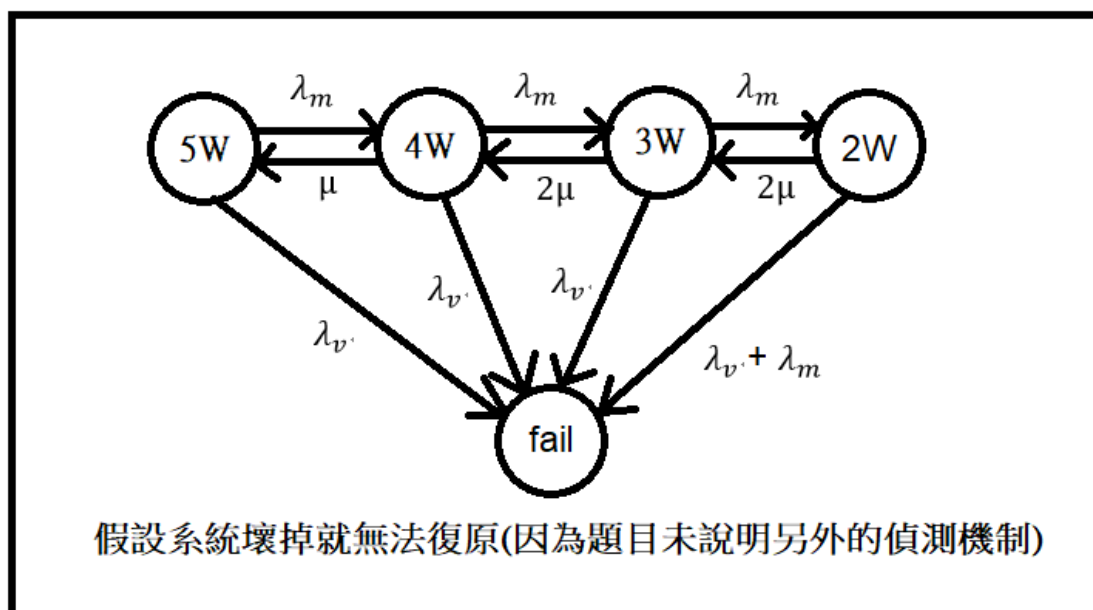 λm λm λm
5W 4W 3W 2W
μ 2μ 2μ
λv' λv' λv' λv'+ λm
fail
假設系統壞掉就無法復原(因為題目未說明另外的偵測機制)